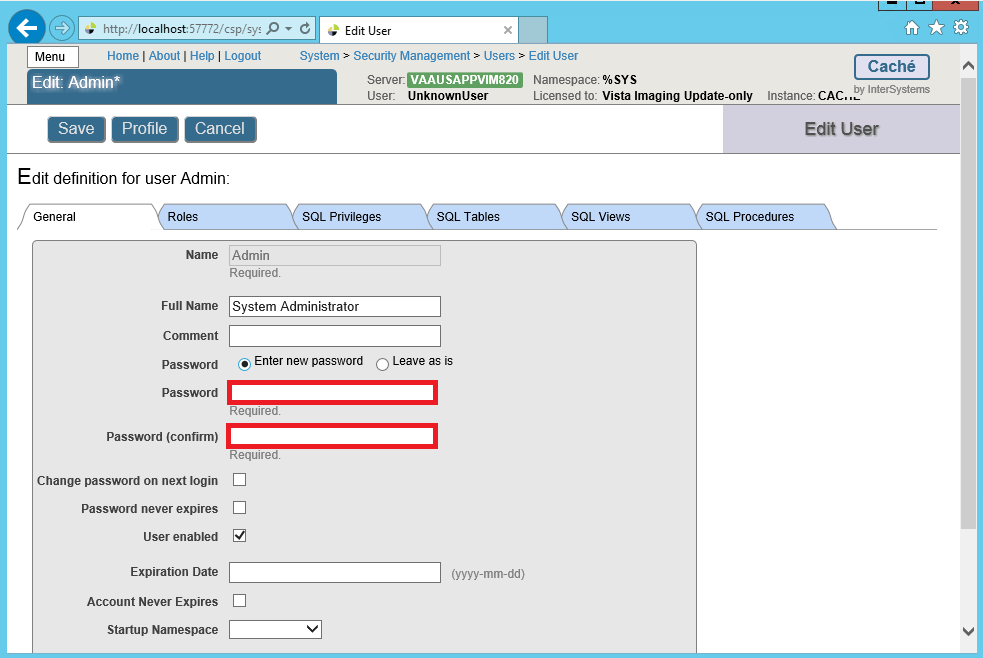 http://localhost:57772/csp/sys
Edit User
Menu
Home | About | Help | Logout
System > Security Management > Users > Edit User
Edit: Admin*
Server: VAAUSAPPVIM820 Namespace: %SYS
User: UnknownUser Licensed to: Vista Imaging Update-only Instance: CACHE
Caché
by InterSystems
Save
Profile
Cancel
Edit User
Edit definition for user Admin:
General
Roles
SQL Privileges
SQL Tables
SQL Views
SQL Procedures
Name Admin
Required.
Full Name System Administrator
Comment
Password Enter new password Leave as is
Password
Required.
Password (confirm)
Required.
Change password on next login
Password never expires
User enabled
Expiration Date (yyyy-mm-dd)
Account Never Expires
Startup Namespace